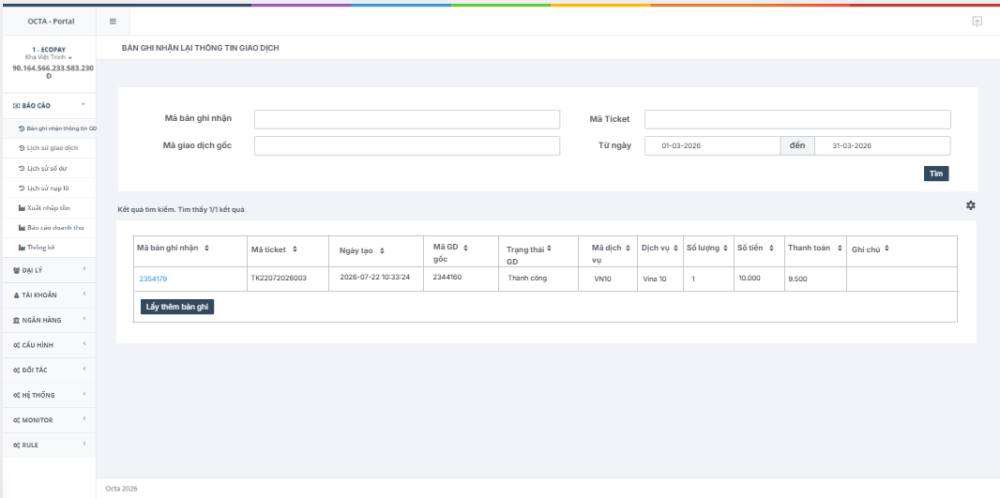 OCTA - Portal
1 - ECOPAY
Kha Việt Trinh
90.164.566.233.583.230
Đ
BÁO CÁO
Bản ghi nhận thông tin GD
Lịch sử giao dịch
Lịch sử số dư
Lịch sử nạp lô
Xuất nhập tồn
Báo cáo doanh thu
Thống kê
ĐẠI LÝ
TÀI KHOẢN
NGÂN HÀNG
CẤU HÌNH
ĐỐI TÁC
HỆ THỐNG
MONITOR
RULE
BẢN GHI NHẬN LẠI THÔNG TIN GIAO DỊCH
Mã bản ghi nhận
Mã Ticket
Mã giao dịch gốc
Từ ngày 01-03-2026 đến 31-03-2026
Tìm
Kết quả tìm kiếm. Tìm thấy 1/1 kết quả
Mã bản ghi nhận Mã ticket Ngày tạo Mã GD gốc Trạng thái GD Mã dịch vụ Dịch vụ Số lượng Số tiền Thanh toán Ghi chú
2354179 TK22072026003 2026-07-22 10:33:24 2344160 Thành công VN10 Vina 10 1 10.000 9.500
Lấy thêm bản ghi
Octa 2026